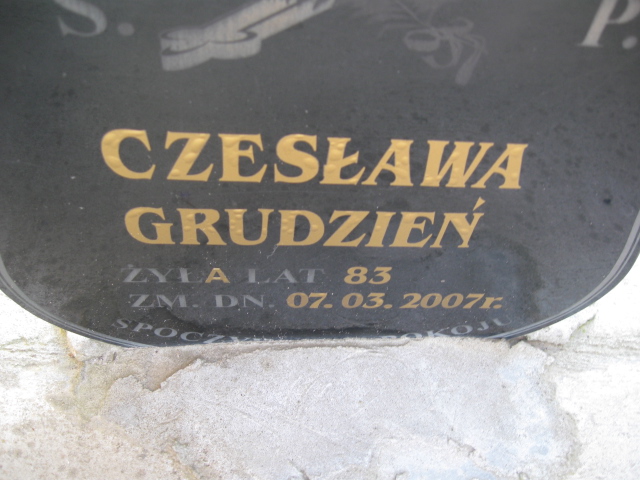 Ś. P.
CZESŁAWA
GRUDZIEŃ
ŻYŁA LAT 83
ZM. DN. 07.03.2007r.